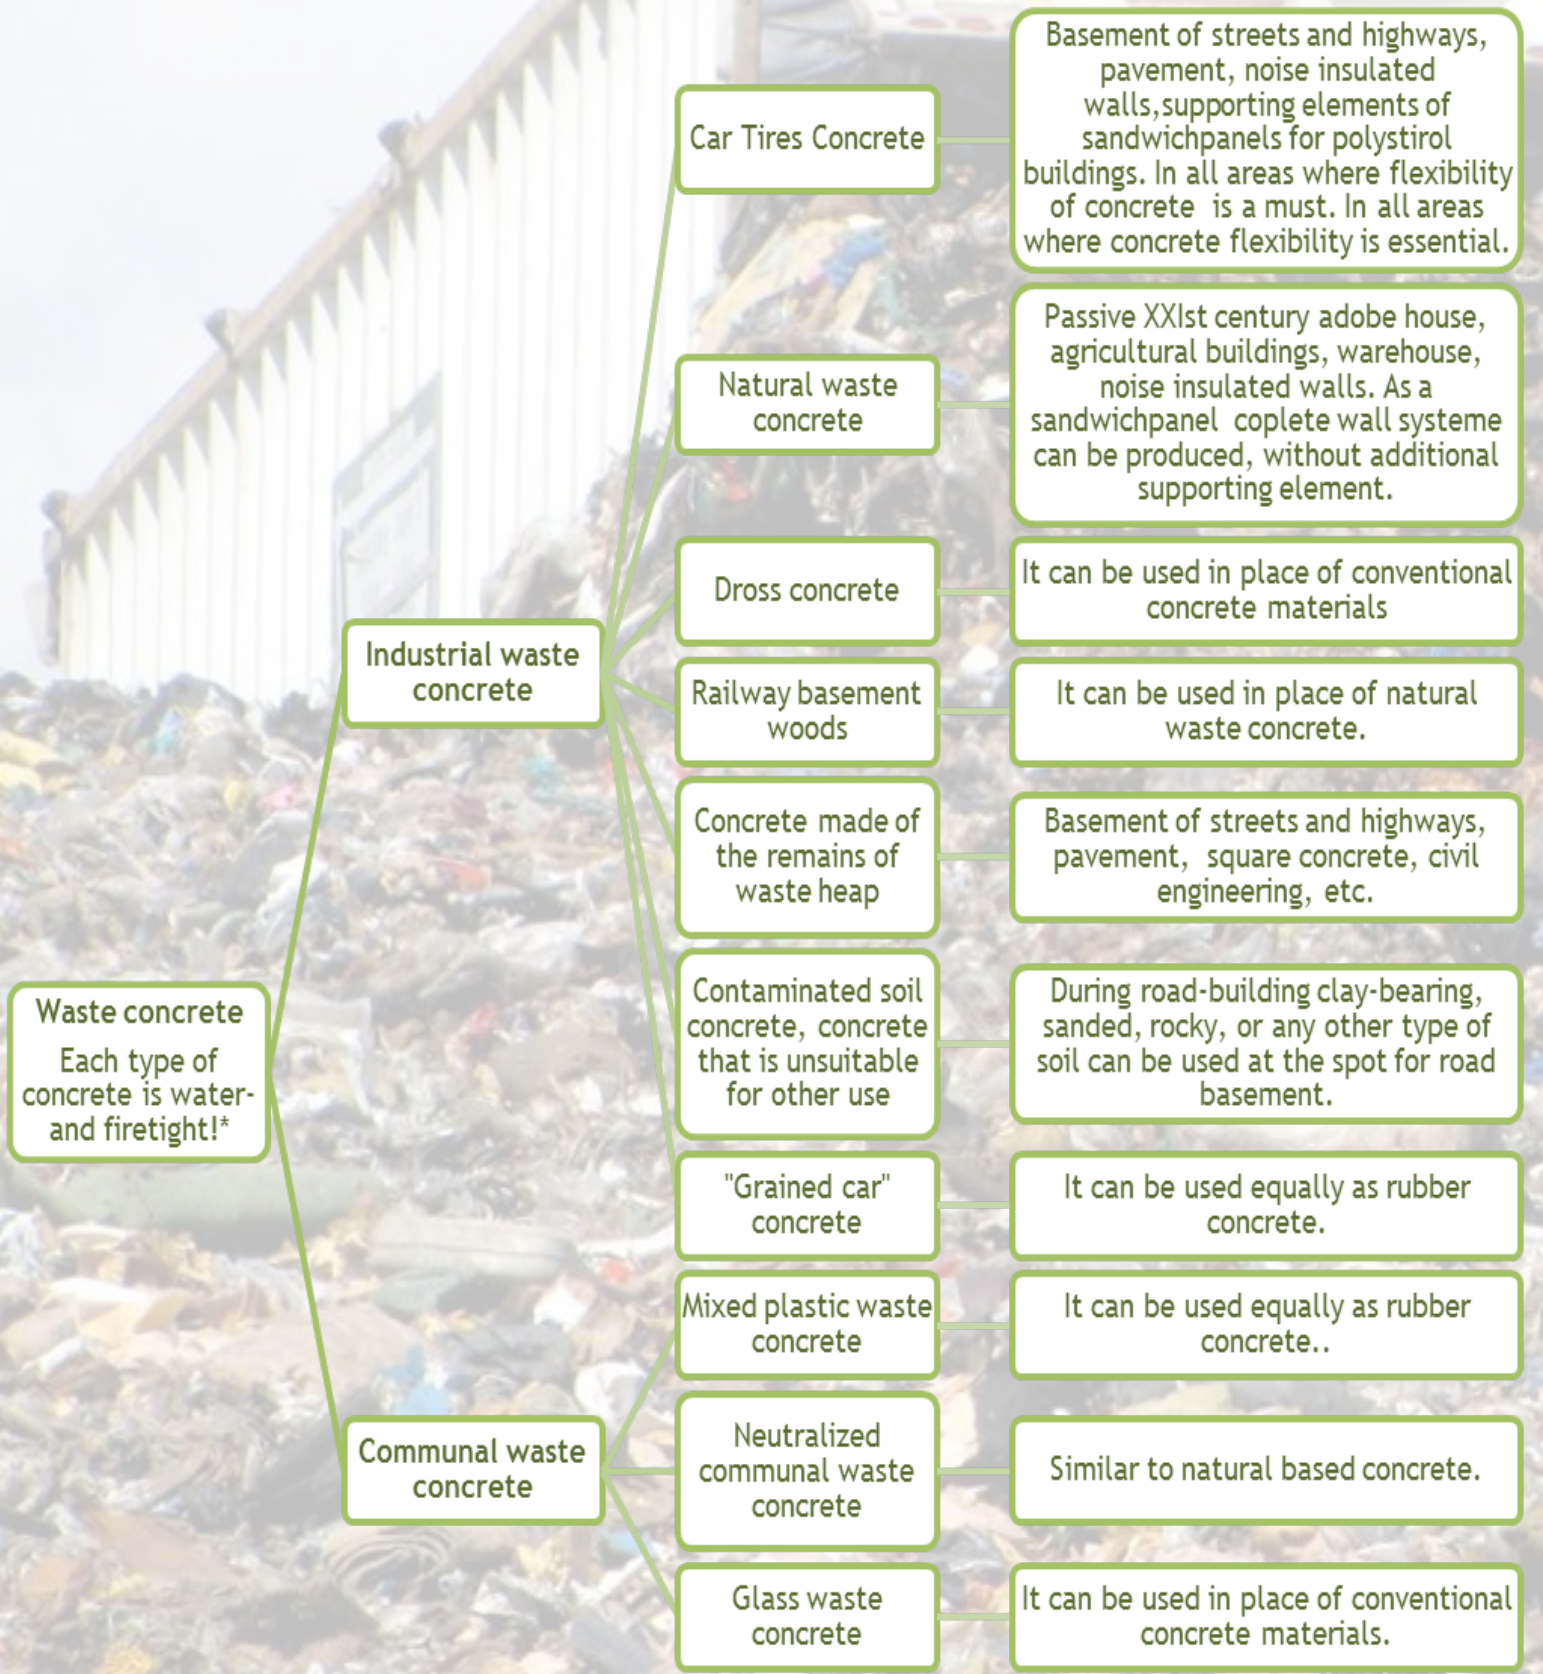 Waste concrete
Each type of
concrete is water-
and firetight!*
Industrial waste
concrete
Car Tires Concrete
Basement of streets and highways,
pavement, noise insulated
walls,supporting elements of
sandwichpanels for polystirol
buildings. In all areas where flexibility
of concrete is a must. In all areas
where concrete flexibility is essential.
Natural waste
concrete
Passive XXIst century adobe house,
agricultural buildings, warehouse,
noise insulated walls. As a
sandwichpanel coplete wall systeme
can be produced, without additional
supporting element.
Dross concrete
It can be used in place of conventional
concrete materials
Railway basement
woods
It can be used in place of natural
waste concrete.
Concrete made of
the remains of
waste heap
Basement of streets and highways,
pavement, square concrete, civil
engineering, etc.
Contaminated soil
concrete, concrete
that is unsuitable
for other use
During road-building clay-bearing,
sanded, rocky, or any other type of
soil can be used at the spot for road
basement.
"Grained car"
concrete
It can be used equally as rubber
concrete.
Communal waste
concrete
Mixed plastic waste
concrete
It can be used equally as rubber
concrete..
Neutralized
communal waste
concrete
Similar to natural based concrete.
Glass waste
concrete
It can be used in place of conventional
concrete materials.